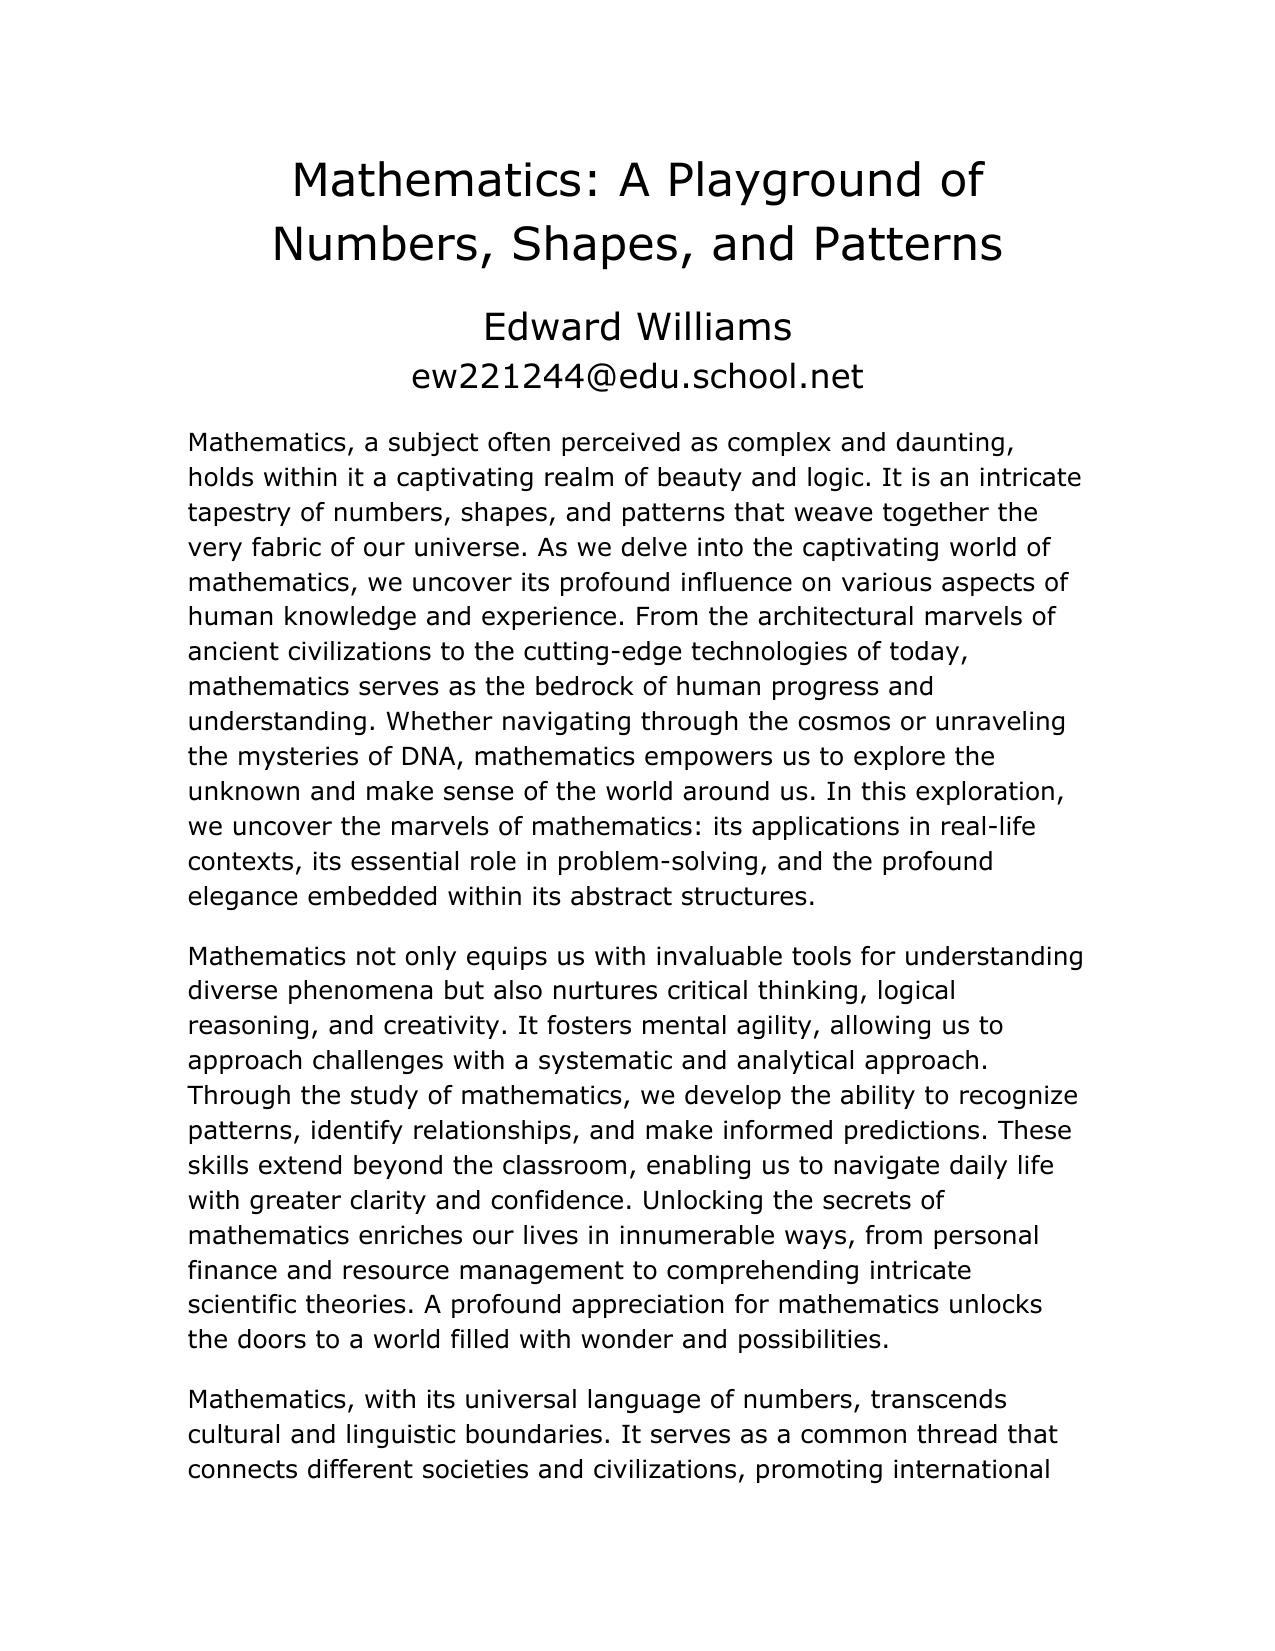 Mathematics: A Playground of
Numbers, Shapes, and Patterns
Edward Williams
ew221244@edu.school.net
Mathematics, a subject often perceived as complex and daunting,
holds within it a captivating realm of beauty and logic. It is an intricate
tapestry of numbers, shapes, and patterns that weave together the
very fabric of our universe. As we delve into the captivating world of
mathematics, we uncover its profound influence on various aspects of
human knowledge and experience. From the architectural marvels of
ancient civilizations to the cutting-edge technologies of today,
mathematics serves as the bedrock of human progress and
understanding. Whether navigating through the cosmos or unraveling
the mysteries of DNA, mathematics empowers us to explore the
unknown and make sense of the world around us. In this exploration,
we uncover the marvels of mathematics: its applications in real-life
contexts, its essential role in problem-solving, and the profound
elegance embedded within its abstract structures.
Mathematics not only equips us with invaluable tools for understanding
diverse phenomena but also nurtures critical thinking, logical
reasoning, and creativity. It fosters mental agility, allowing us to
approach challenges with a systematic and analytical approach.
Through the study of mathematics, we develop the ability to recognize
patterns, identify relationships, and make informed predictions. These
skills extend beyond the classroom, enabling us to navigate daily life
with greater clarity and confidence. Unlocking the secrets of
mathematics enriches our lives in innumerable ways, from personal
finance and resource management to comprehending intricate
scientific theories. A profound appreciation for mathematics unlocks
the doors to a world filled with wonder and possibilities.
Mathematics, with its universal language of numbers, transcends
cultural and linguistic boundaries. It serves as a common thread that
connects different societies and civilizations, promoting international